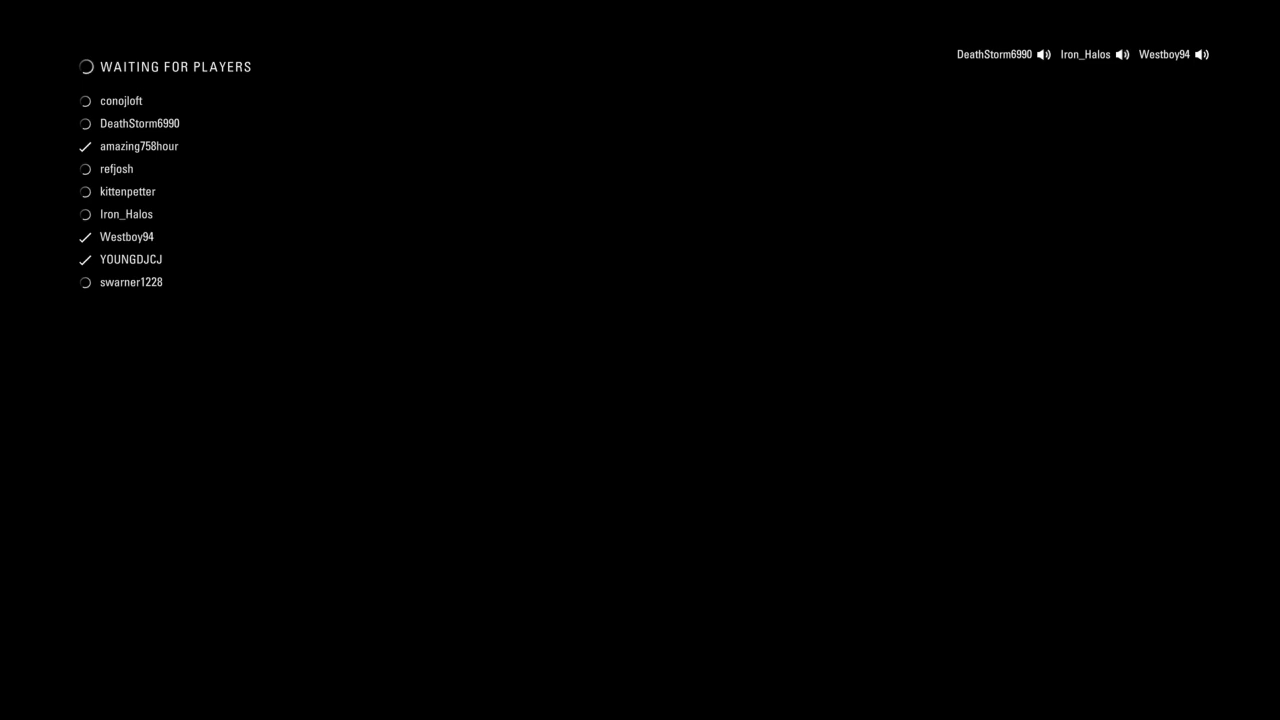 WAITING FOR PLAYERS
conojloft
DeathStorm6990
amazing758hour
refjosh
kittenpetter
Iron_Halos
Westboy94
YOUNGDJCJ
swarner1228
DeathStorm6990 Iron_Halos Westboy94